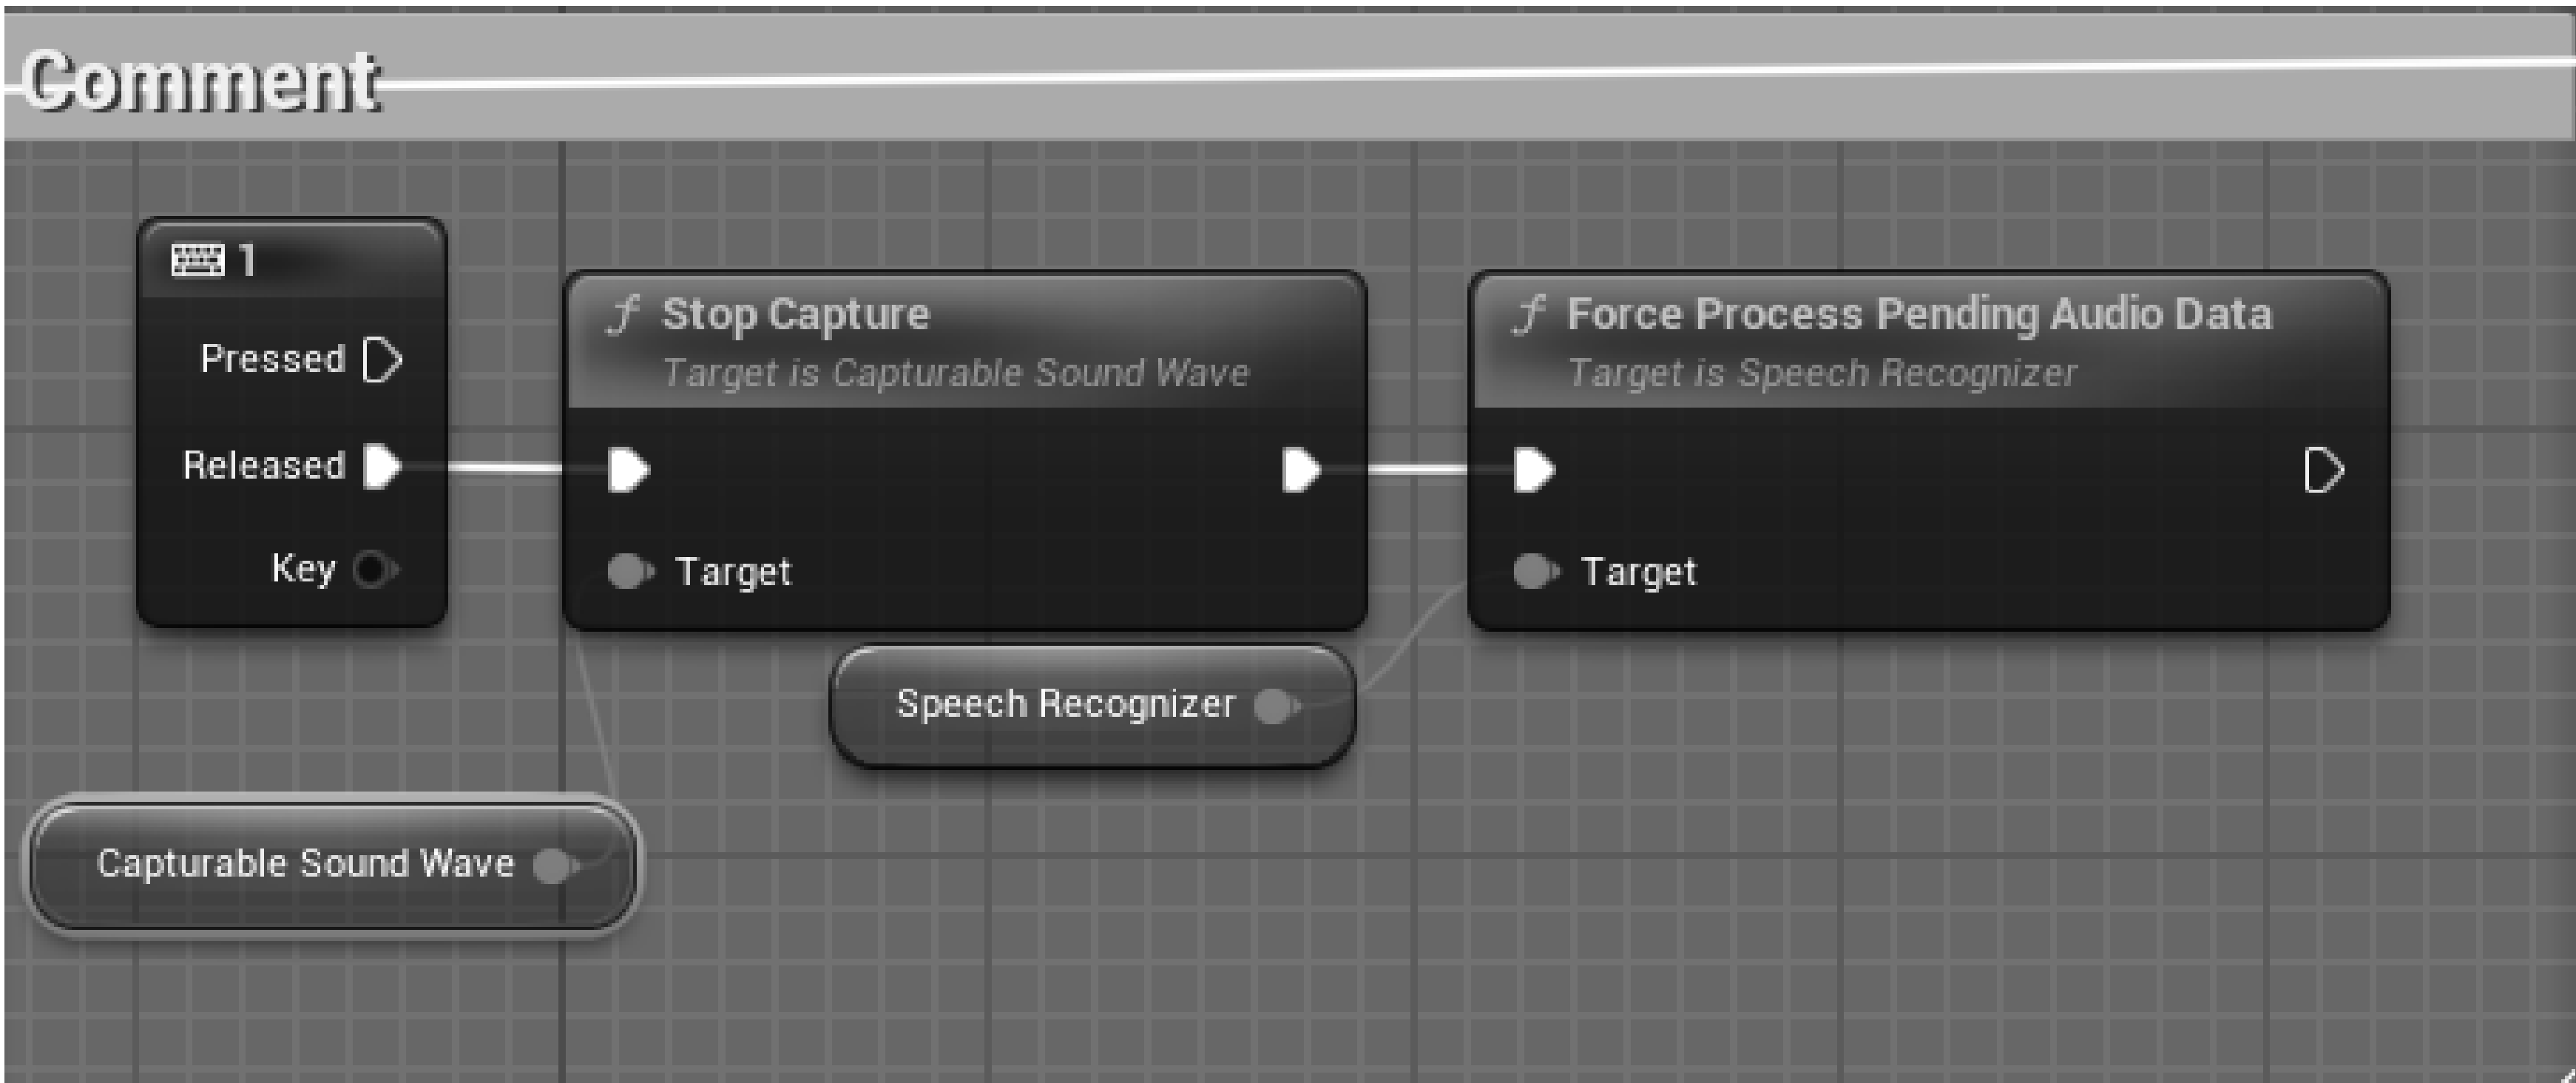 Comment
1
Pressed
Released
Key
Stop Capture
Target is Capturable Sound Wave
Target
Force Process Pending Audio Data
Target is Speech Recognizer
Target
Speech Recognizer
Capturable Sound Wave